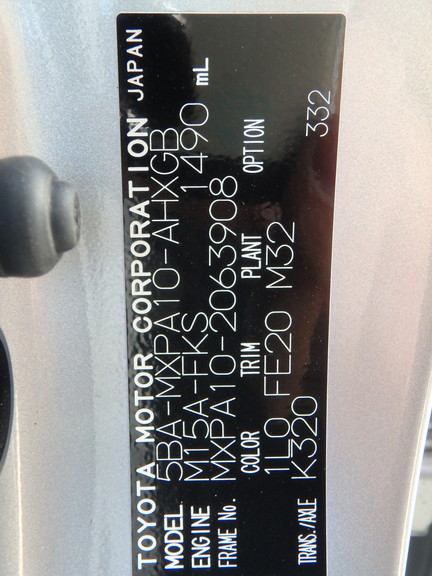 TOYOTA MOTOR CORPORATION JAPAN
MODEL 5BA-MXPA10-AHXGB
ENGINE M15A-FKS 1490 mL
FRAME No. MXPA10-2063908
COLOR TRIM PLANT OPTION
1L0 FE20 M32
TRANS./AXLE K320 332